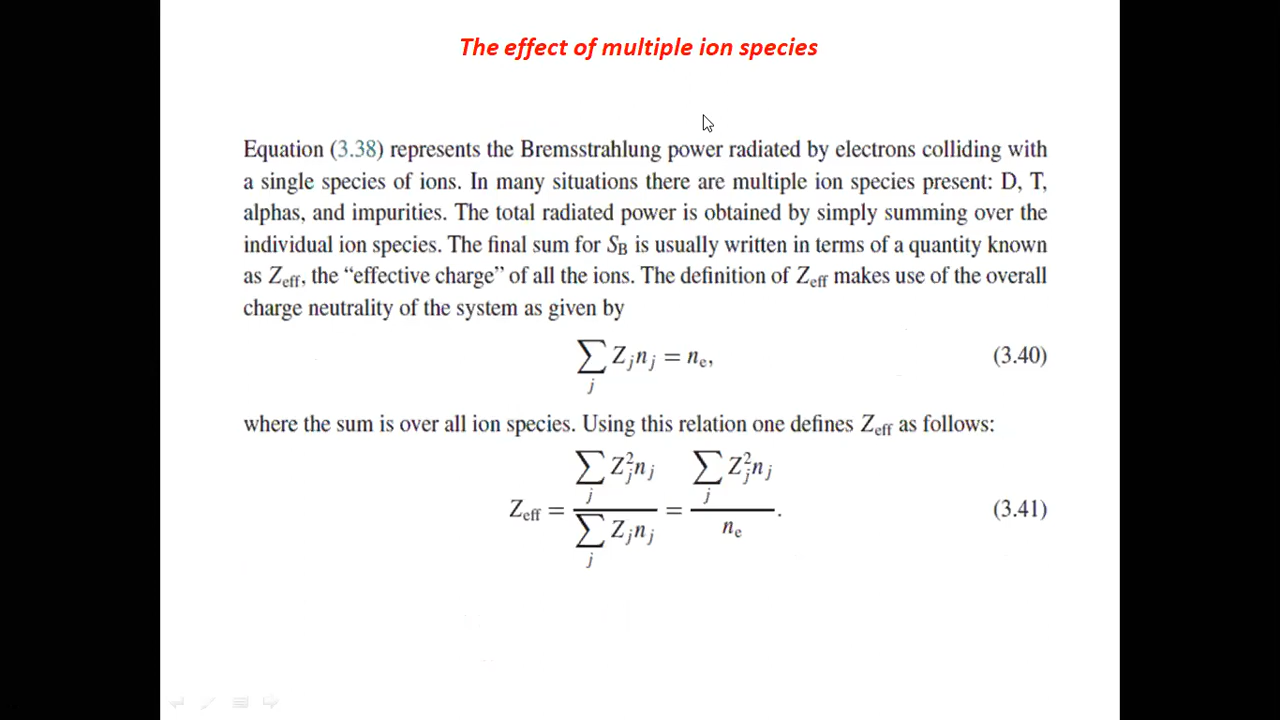 The effect of multiple ion species
Equation (3.38) represents the Bremsstrahlung power radiated by electrons colliding with
a single species of ions. In many situations there are multiple ion species present: D, T,
alphas, and impurities. The total radiated power is obtained by simply summing over the
individual ion species. The final sum for S_B is usually written in terms of a quantity known
as Z_eff, the “effective charge” of all the ions. The definition of Z_eff makes use of the overall
charge neutrality of the system as given by
∑_j Z_j n_j = n_e, (3.40)
where the sum is over all ion species. Using this relation one defines Z_eff as follows:
Z_eff = (∑_j Z_j^2 n_j) / (∑_j Z_j n_j) = (∑_j Z_j^2 n_j) / n_e. (3.41)